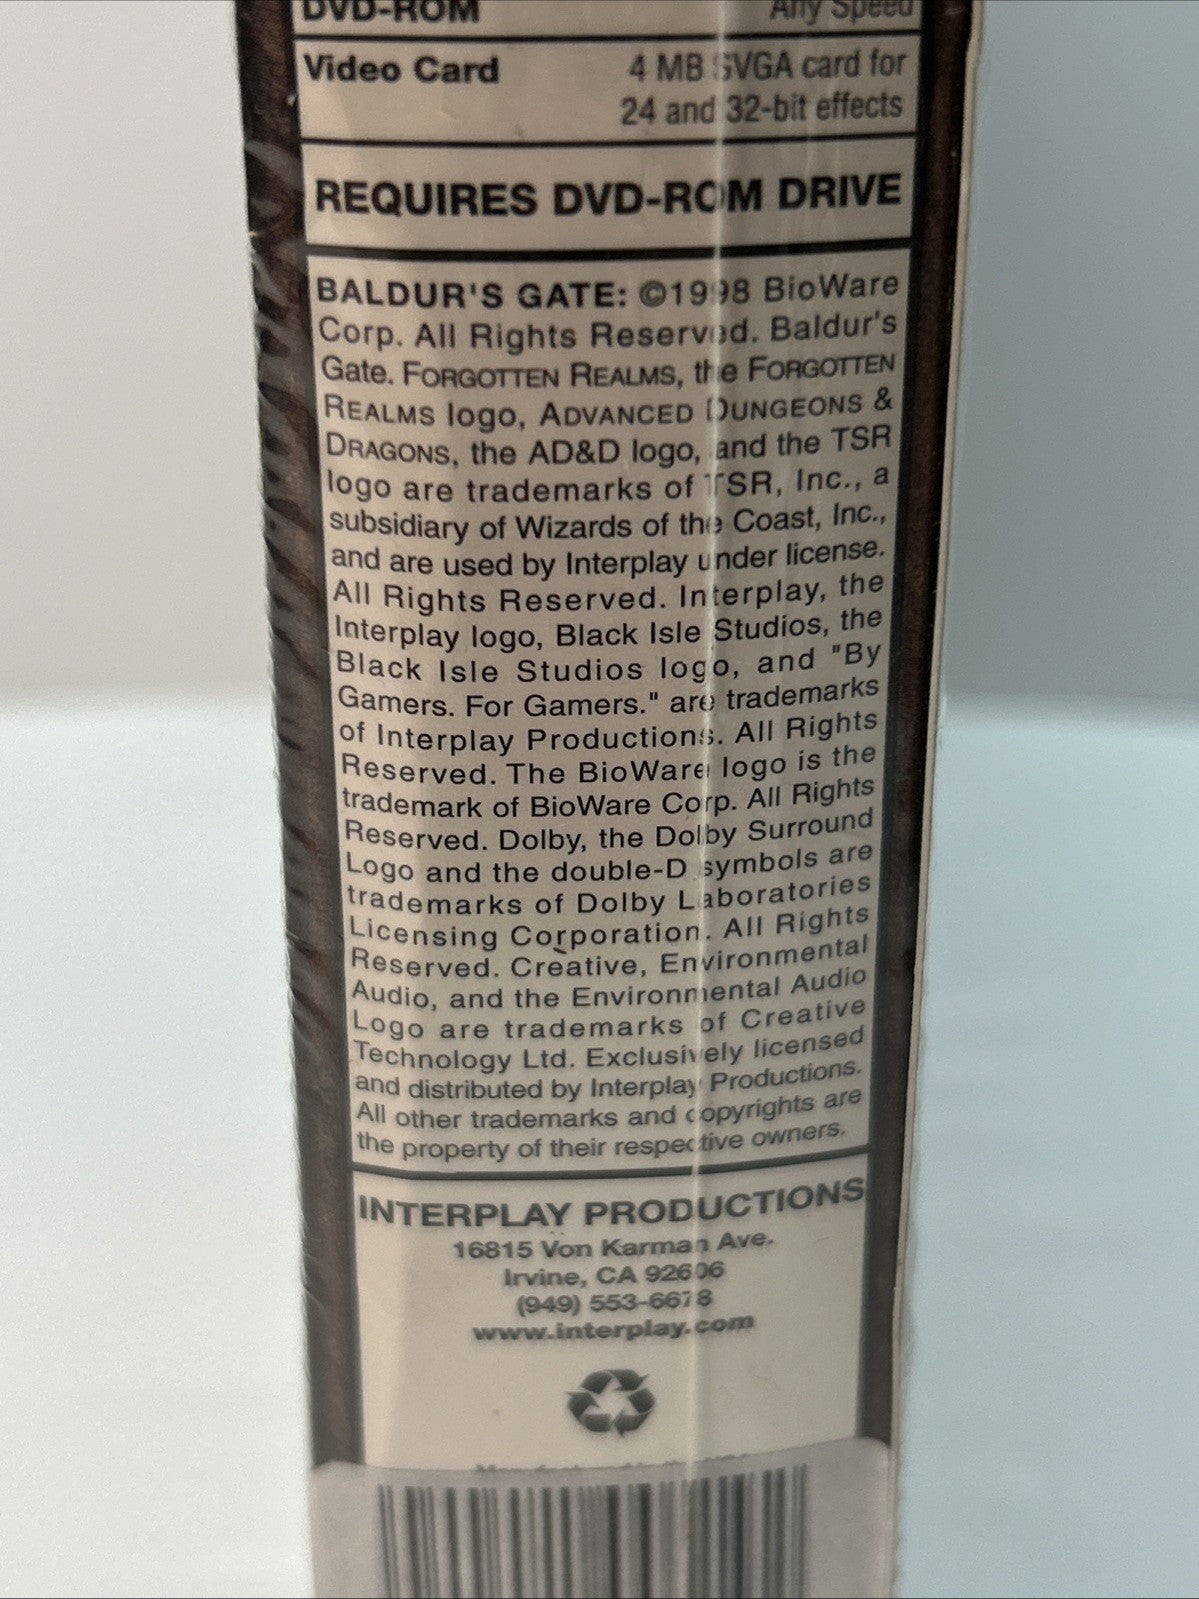 DVD-ROM Any Speed
Video Card 4 MB SVGA card for
24 and 32-bit effects
REQUIRES DVD-ROM DRIVE
BALDUR'S GATE: ©1998 BioWare
Corp. All Rights Reserved. Baldur's
Gate. FORGOTTEN REALMS, the FORGOTTEN
REALMS logo, ADVANCED DUNGEONS &
DRAGONS, the AD&D logo, and the TSR
logo are trademarks of TSR, Inc., a
subsidiary of Wizards of the Coast, Inc.,
and are used by Interplay under license.
All Rights Reserved. Interplay, the
Interplay logo, Black Isle Studios, the
Black Isle Studios logo, and "By
Gamers. For Gamers." are trademarks
of Interplay Productions. All Rights
Reserved. The BioWare logo is the
trademark of BioWare Corp. All Rights
Reserved. Dolby, the Dolby Surround
Logo and the double-D symbols are
trademarks of Dolby Laboratories
Licensing Corporation. All Rights
Reserved. Creative, Environmental
Audio, and the Environmental Audio
Logo are trademarks of Creative
Technology Ltd. Exclusively licensed
and distributed by Interplay Productions.
All other trademarks and copyrights are
the property of their respective owners.
INTERPLAY PRODUCTIONS
16815 Von Karman Ave.
Irvine, CA 92606
(949) 553-6678
www.interplay.com